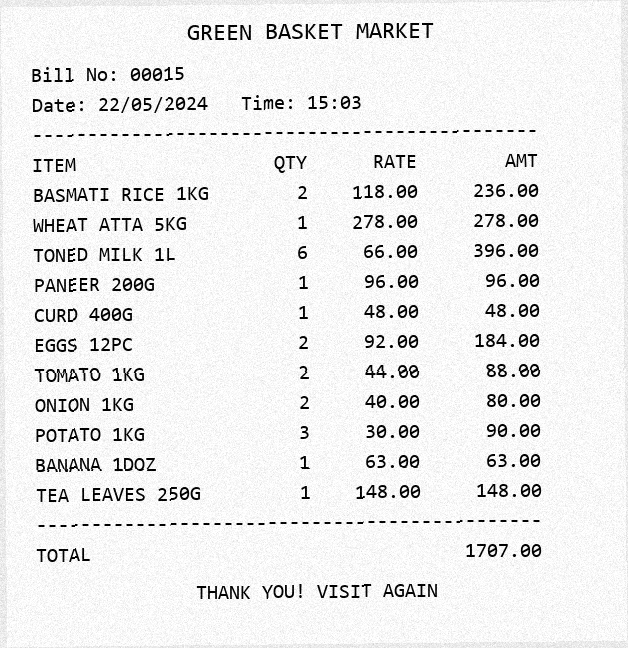 GREEN BASKET MARKET
Bill No: 00015
Date: 22/05/2024 Time: 15:03
----------------------------------------------
ITEM QTY RATE AMT
BASMATI RICE 1KG 2 118.00 236.00
WHEAT ATTA 5KG 1 278.00 278.00
TONED MILK 1L 6 66.00 396.00
PANEER 200G 1 96.00 96.00
CURD 400G 1 48.00 48.00
EGGS 12PC 2 92.00 184.00
TOMATO 1KG 2 44.00 88.00
ONION 1KG 2 40.00 80.00
POTATO 1KG 3 30.00 90.00
BANANA 1DOZ 1 63.00 63.00
TEA LEAVES 250G 1 148.00 148.00
----------------------------------------------
TOTAL 1707.00
THANK YOU! VISIT AGAIN